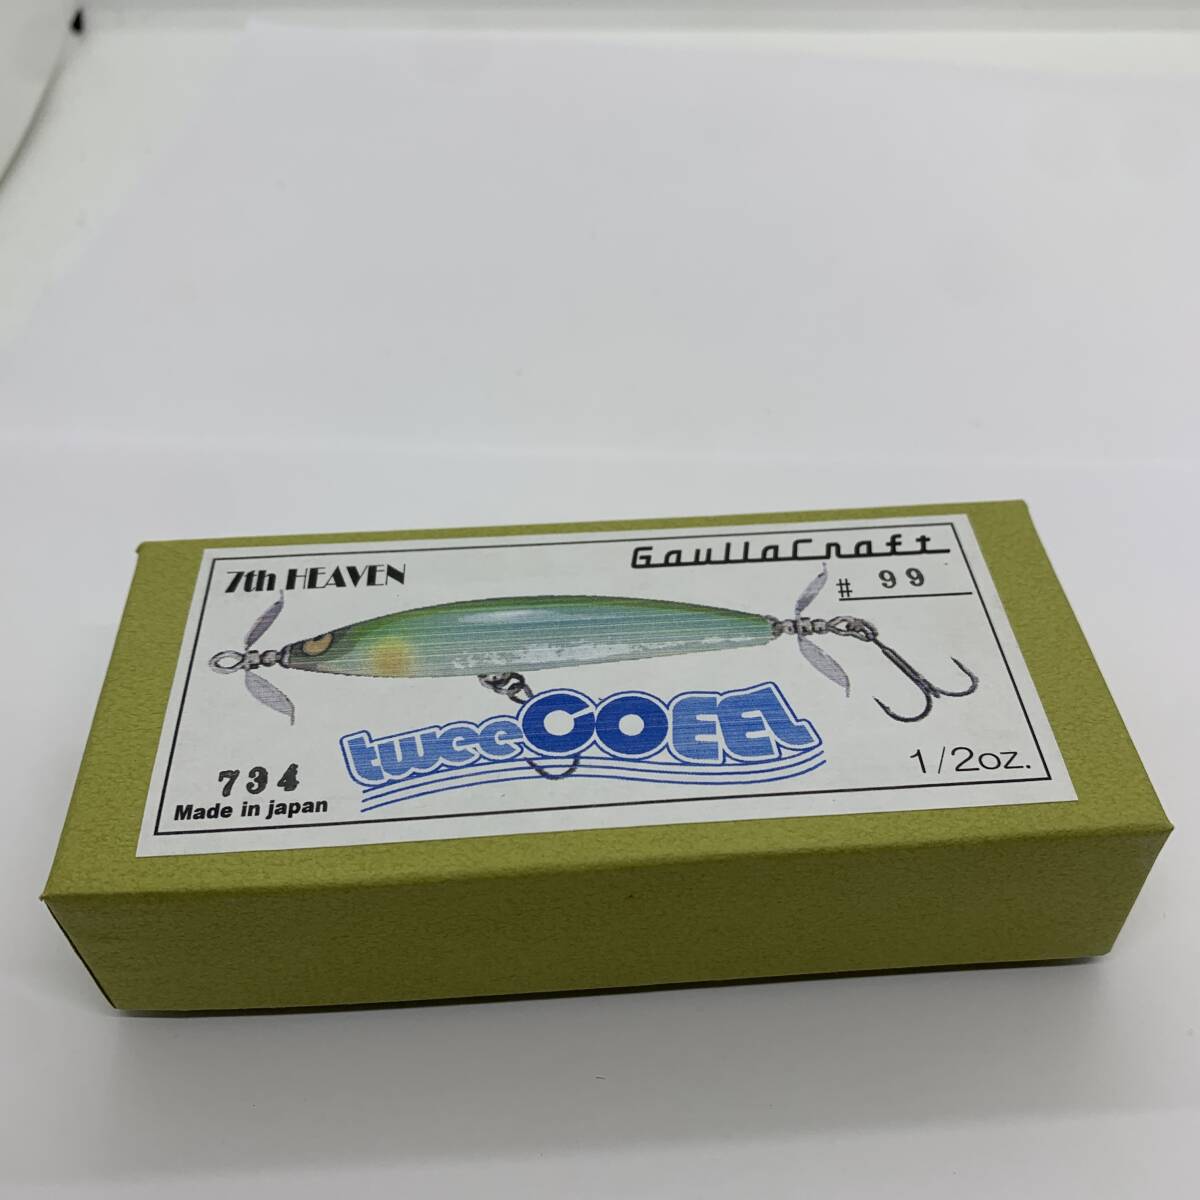 7th HEAVEN
GaullaCraft
# 99
tweeCOEEL
734
Made in japan
1/2oz.